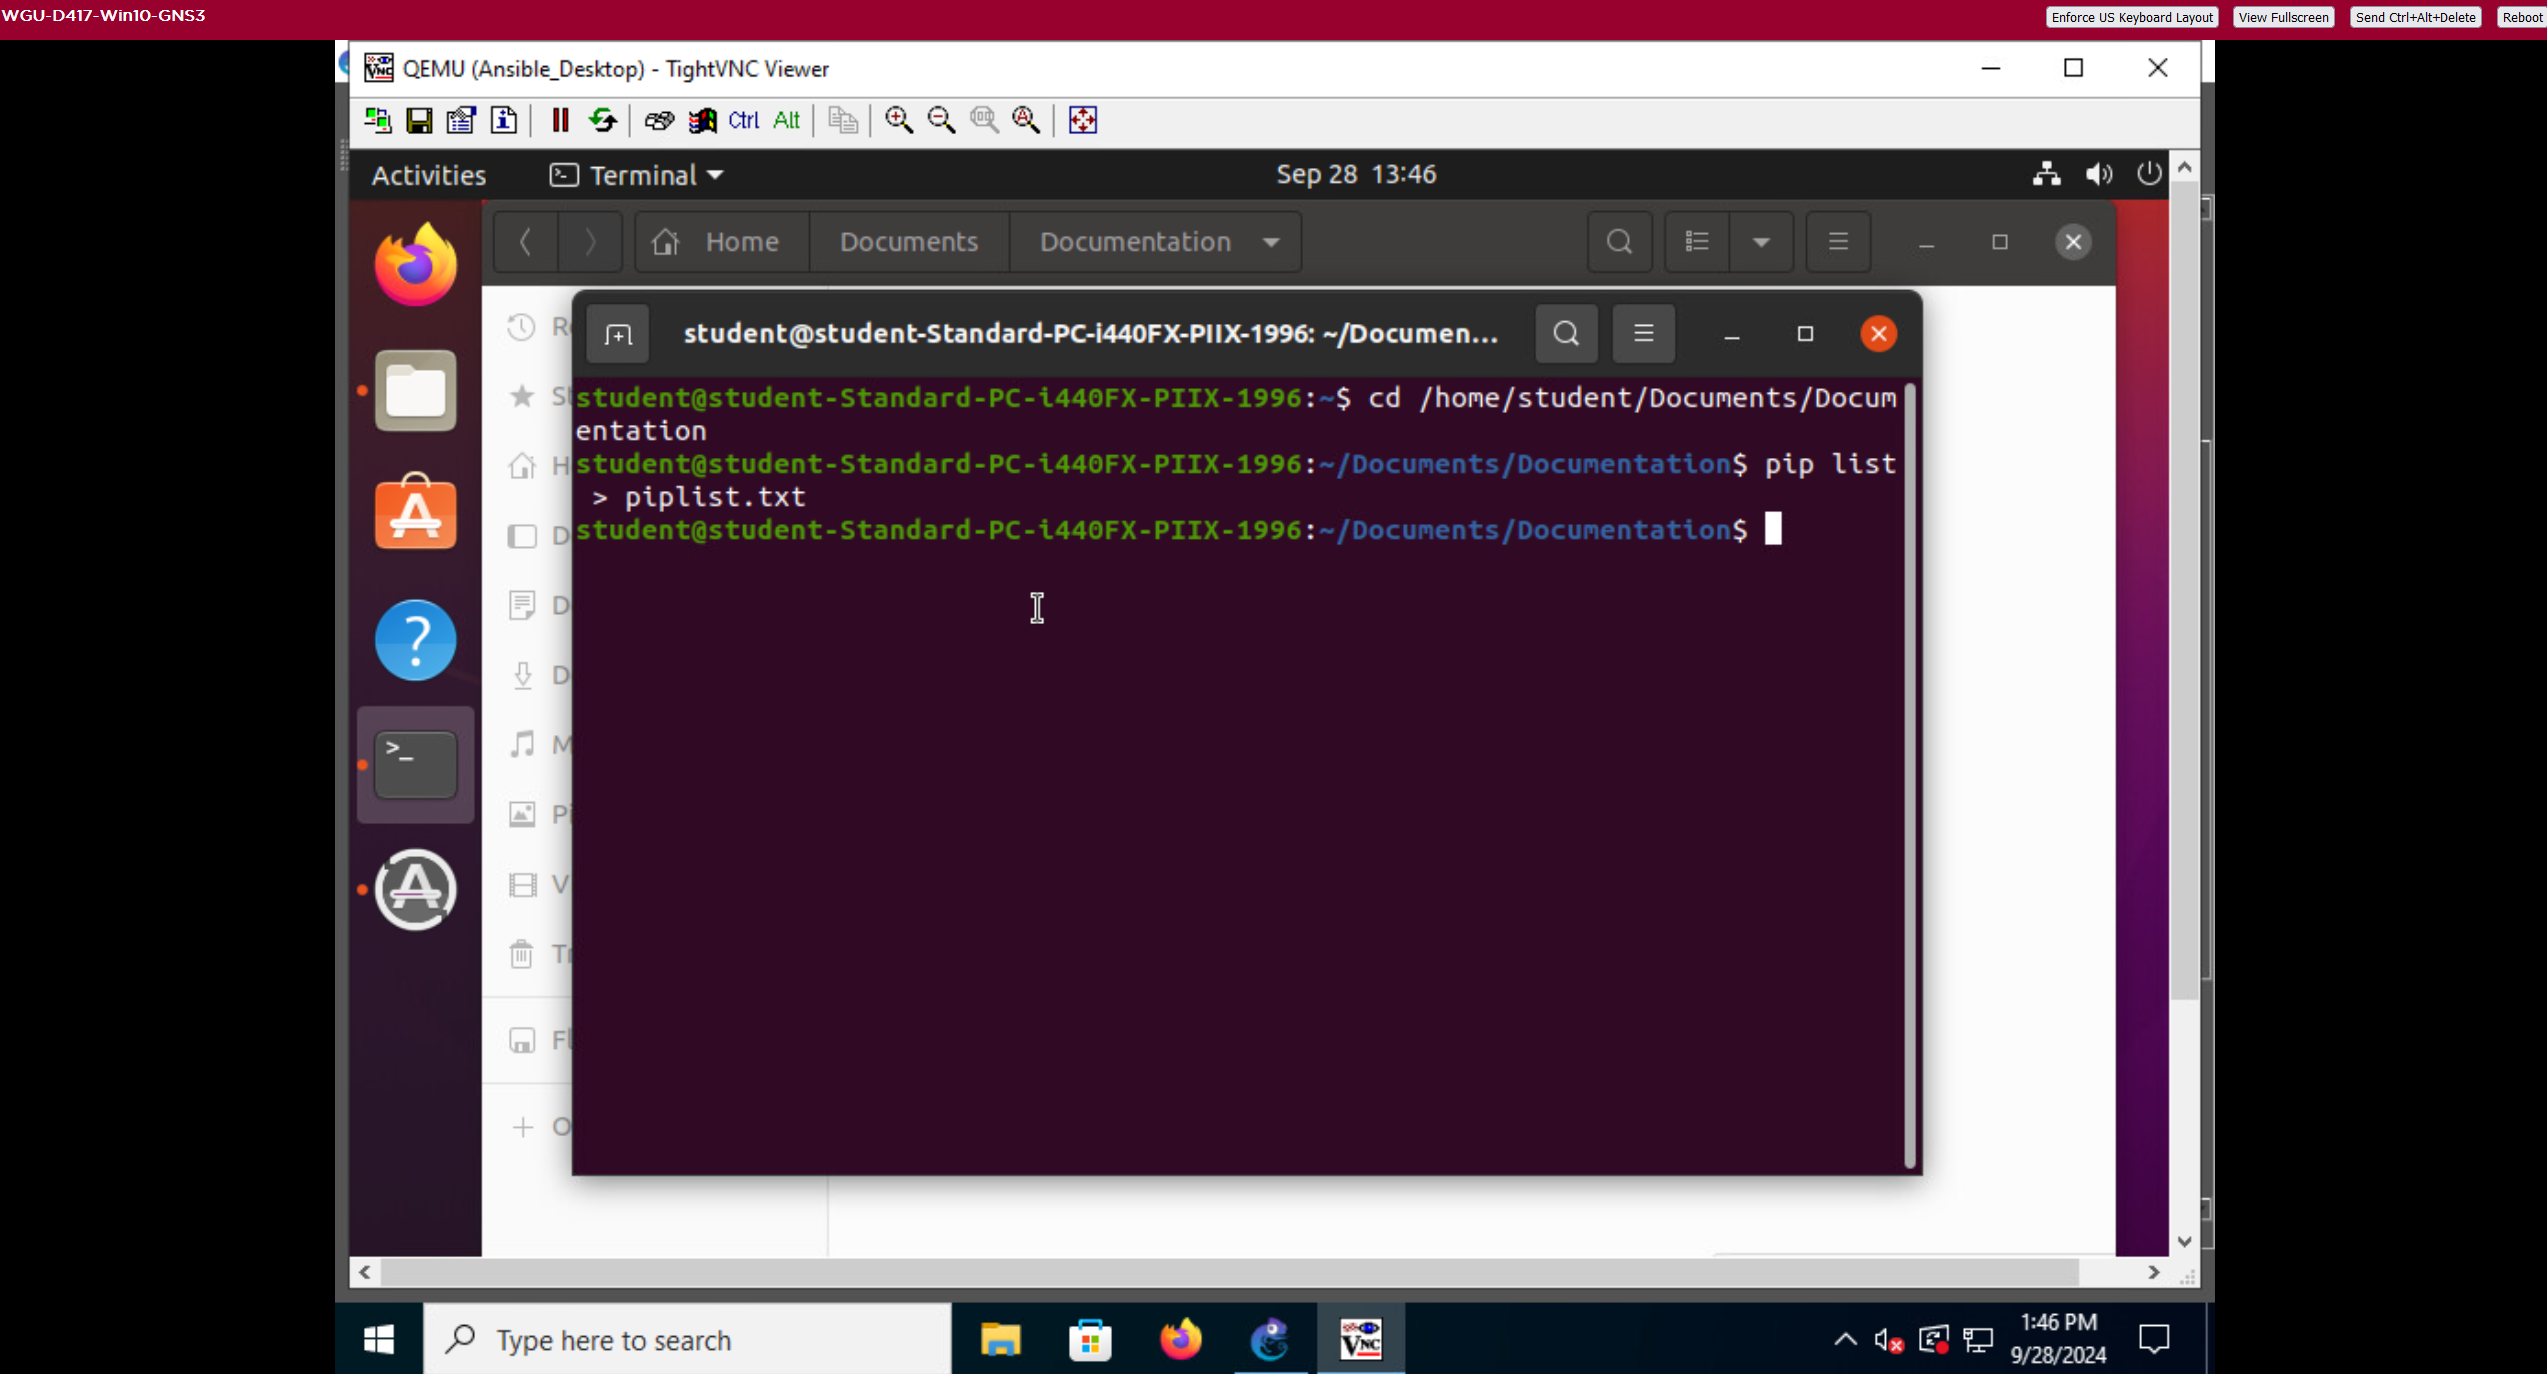 WGU-D417-Win10-GNS3
Enforce US Keyboard Layout View Fullscreen Send Ctrl+Alt+Delete Reboot
QEMU (Ansible_Desktop) - TightVNC Viewer
Ctrl Alt
Activities Terminal Sep 28 13:46
Home Documents Documentation
student@student-Standard-PC-i440FX-PIIX-1996: ~/Documen...
student@student-Standard-PC-i440FX-PIIX-1996:~$ cd /home/student/Documents/Docum
entation
student@student-Standard-PC-i440FX-PIIX-1996:~/Documents/Documentation$ pip list
> piplist.txt
student@student-Standard-PC-i440FX-PIIX-1996:~/Documents/Documentation$
Type here to search
1:46 PM
9/28/2024